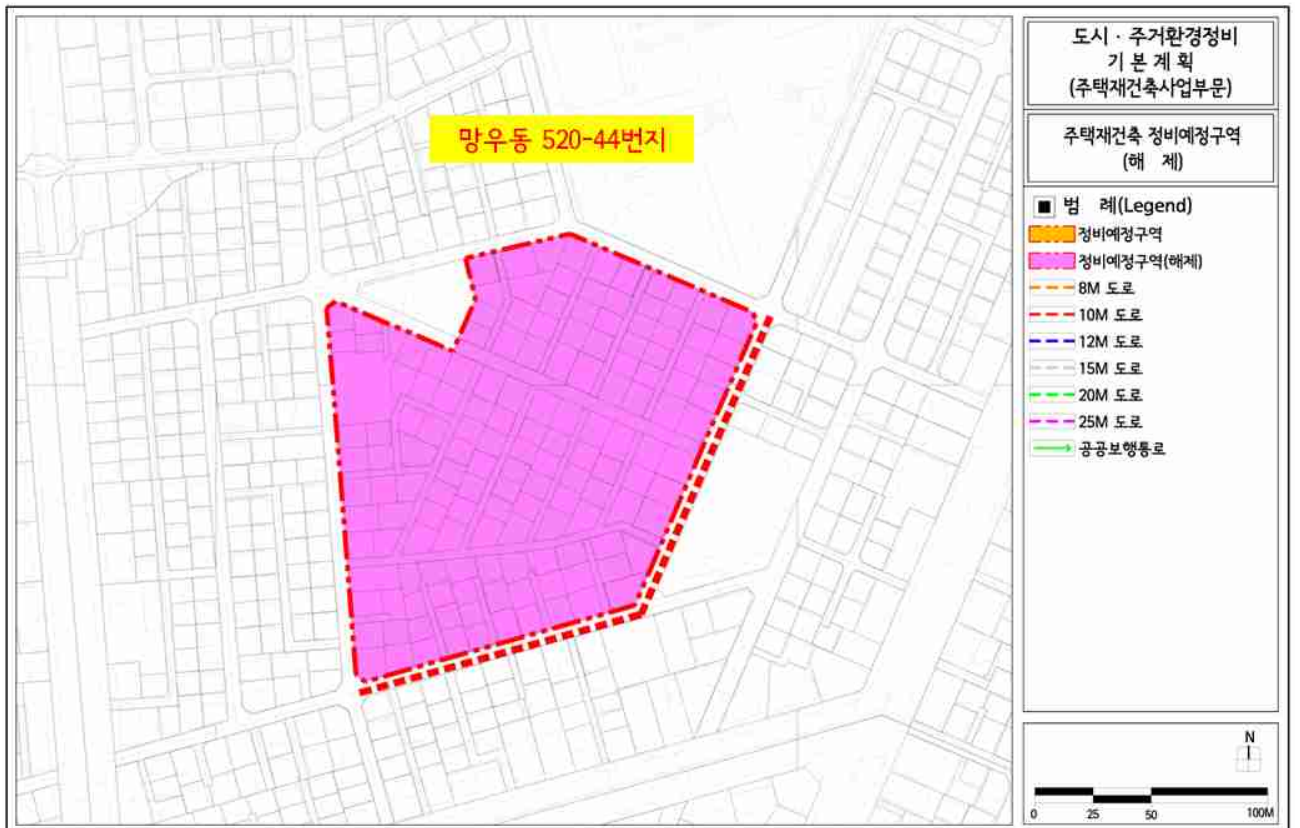 망우동 520-44번지
도시 · 주거환경정비
기 본 계 획
(주택재건축사업부문)
주택재건축 정비예정구역
(해 제)
■ 범 례(Legend)
정비예정구역
정비예정구역(해제)
8M 도로
10M 도로
12M 도로
15M 도로
20M 도로
25M 도로
공공보행통로
N
0 25 50 100M